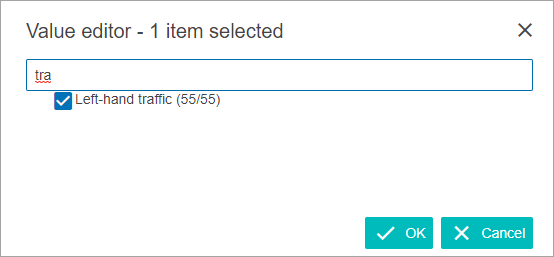 Value editor - 1 item selected
tra
Left-hand traffic (55/55)
OK Cancel